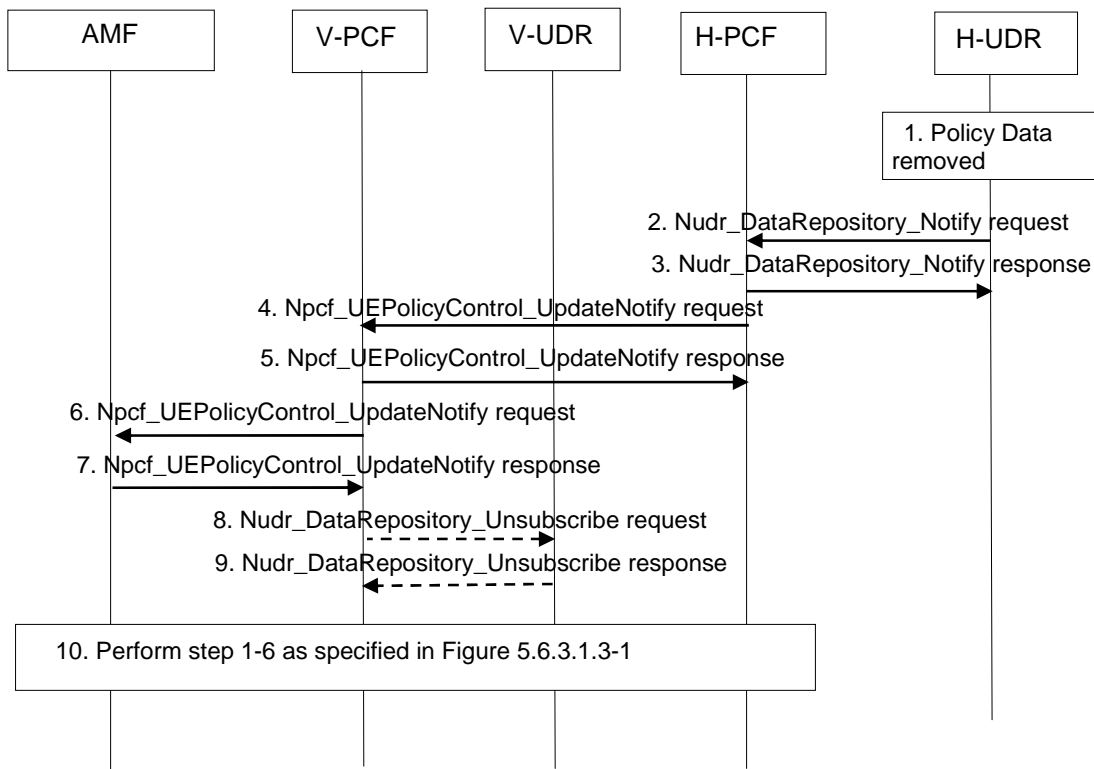 AMF
V-PCF
V-UDR
H-PCF
H-UDR
1. Policy Data
removed
2. Nudr_DataRepository_Notify request
3. Nudr_DataRepository_Notify response
4. Npcf_UEPolicyControl_UpdateNotify request
5. Npcf_UEPolicyControl_UpdateNotify response
6. Npcf_UEPolicyControl_UpdateNotify request
7. Npcf_UEPolicyControl_UpdateNotify response
8. Nudr_DataRepository_Unsubscribe request
9. Nudr_DataRepository_Unsubscribe response
10. Perform step 1-6 as specified in Figure 5.6.3.1.3-1